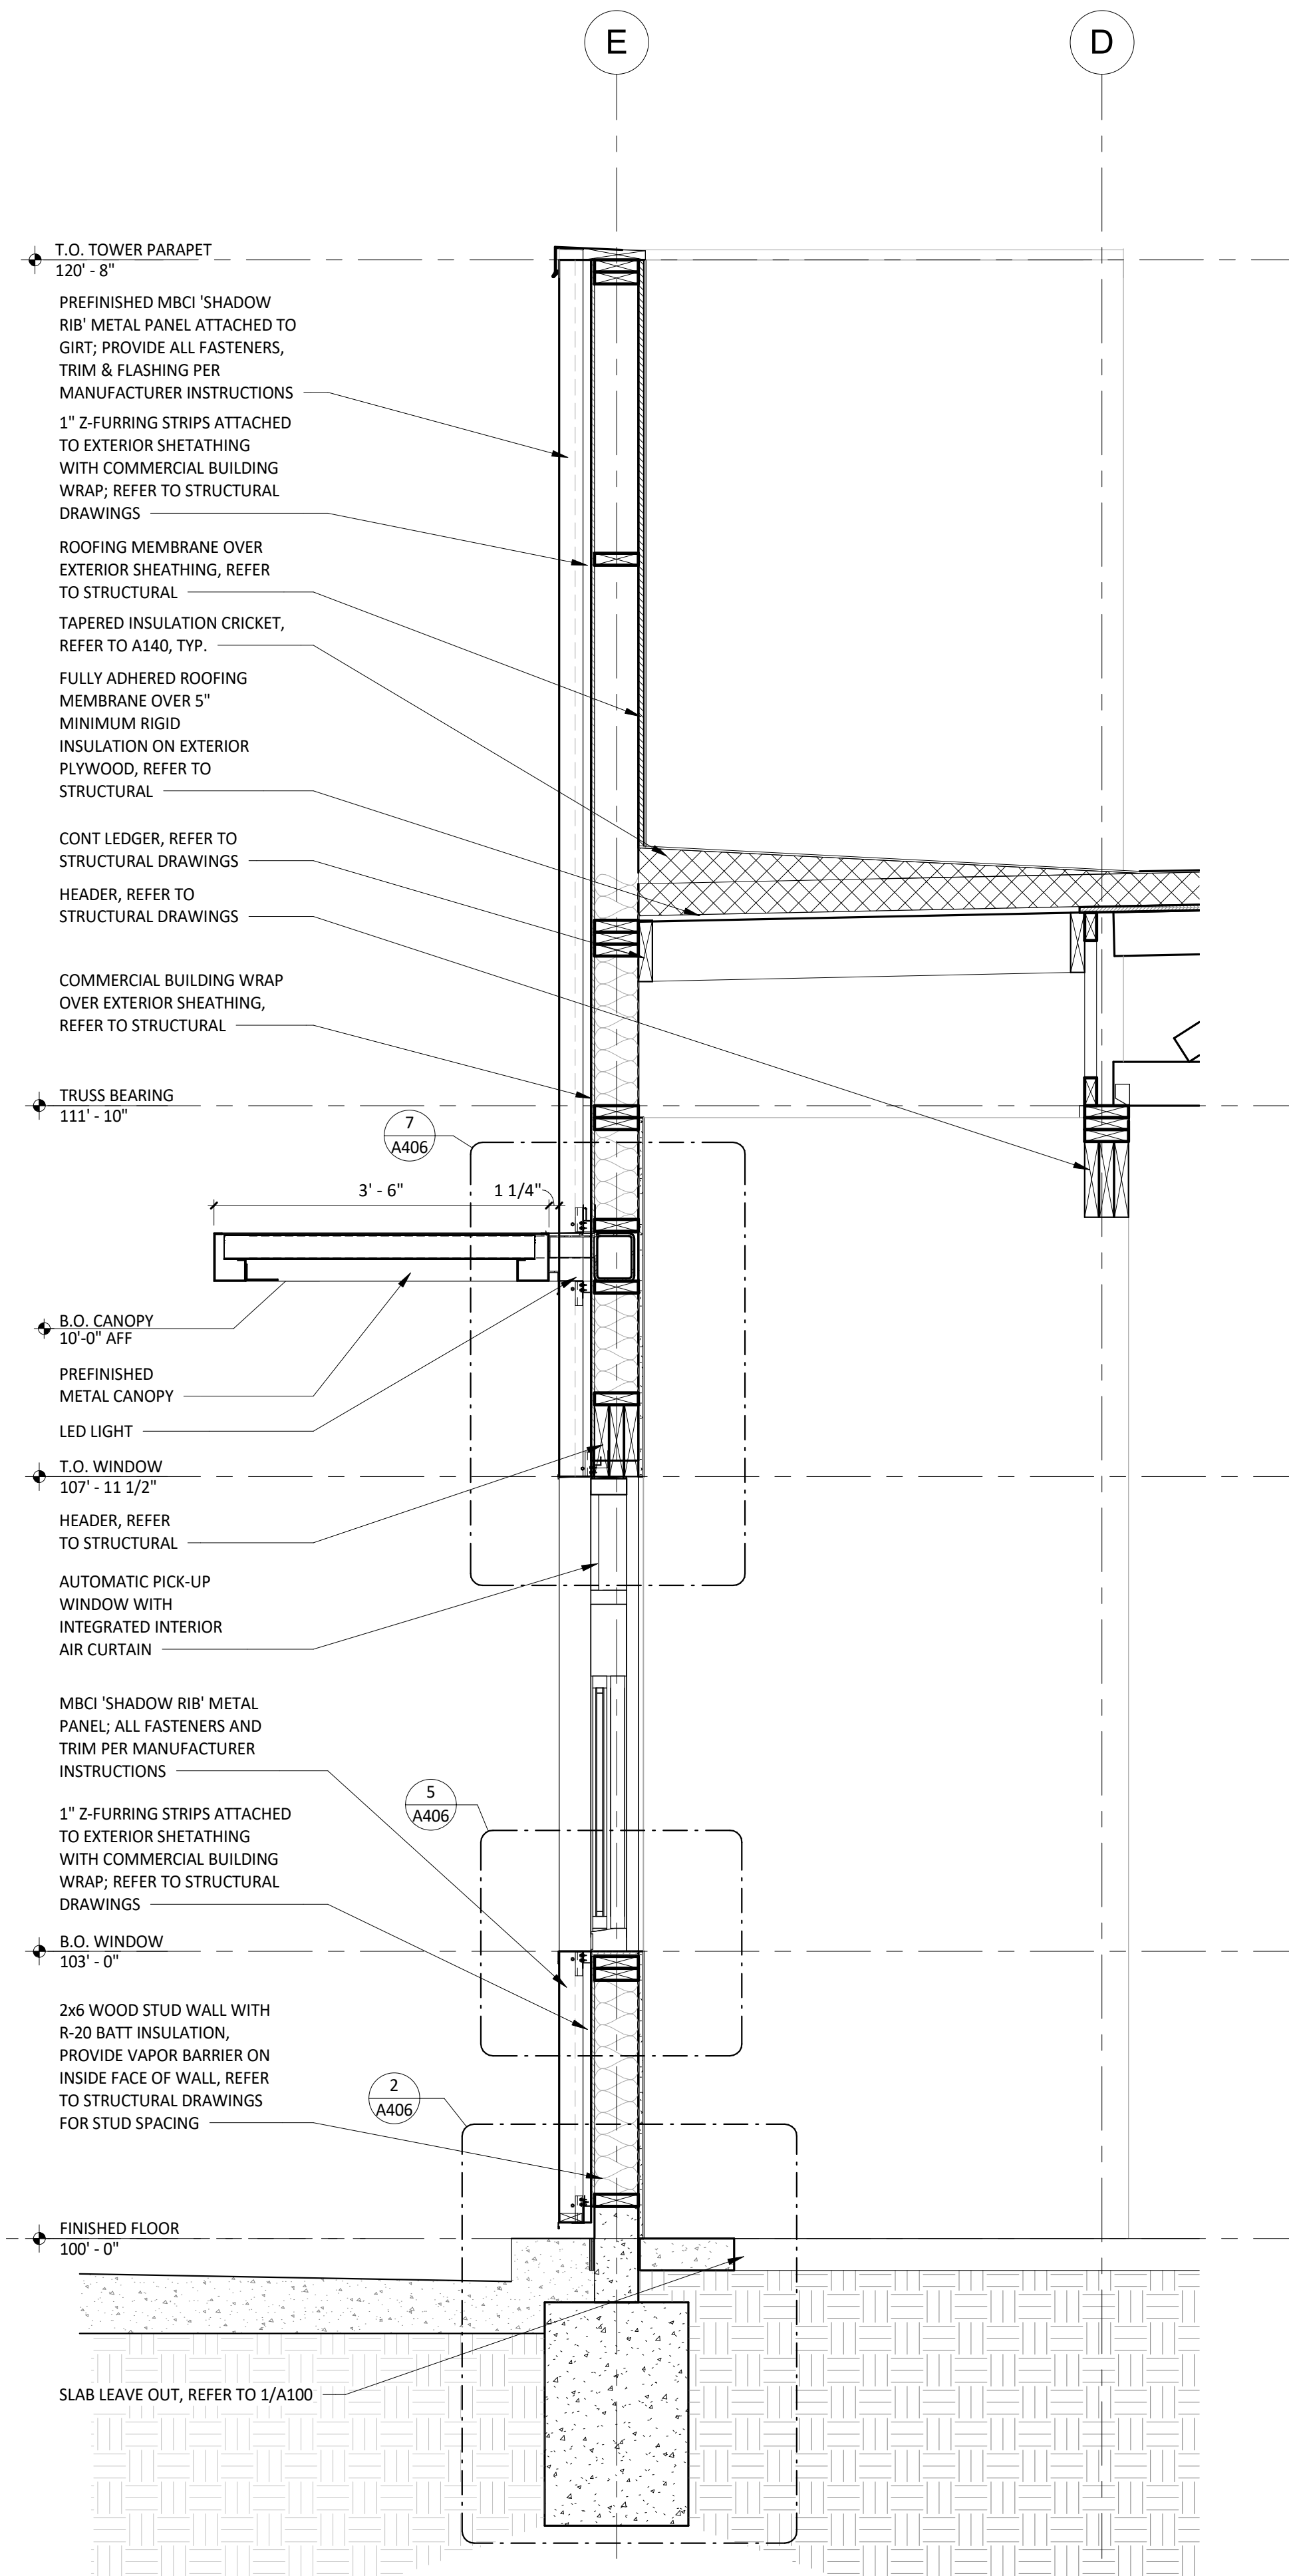 E
D
T.O. TOWER PARAPET
120' - 8"
PREFINISHED MBCI 'SHADOW
RIB' METAL PANEL ATTACHED TO
GIRT; PROVIDE ALL FASTENERS,
TRIM & FLASHING PER
MANUFACTURER INSTRUCTIONS
1" Z-FURRING STRIPS ATTACHED
TO EXTERIOR SHETATHING
WITH COMMERCIAL BUILDING
WRAP; REFER TO STRUCTURAL
DRAWINGS
ROOFING MEMBRANE OVER
EXTERIOR SHEATHING, REFER
TO STRUCTURAL
TAPERED INSULATION CRICKET,
REFER TO A140, TYP.
FULLY ADHERED ROOFING
MEMBRANE OVER 5"
MINIMUM RIGID
INSULATION ON EXTERIOR
PLYWOOD, REFER TO
STRUCTURAL
CONT LEDGER, REFER TO
STRUCTURAL DRAWINGS
HEADER, REFER TO
STRUCTURAL DRAWINGS
COMMERCIAL BUILDING WRAP
OVER EXTERIOR SHEATHING,
REFER TO STRUCTURAL
TRUSS BEARING
111' - 10"
7
A406
3' - 6"
1 1/4"
B.O. CANOPY
10'-0" AFF
PREFINISHED
METAL CANOPY
LED LIGHT
T.O. WINDOW
107' - 11 1/2"
HEADER, REFER
TO STRUCTURAL
AUTOMATIC PICK-UP
WINDOW WITH
INTEGRATED INTERIOR
AIR CURTAIN
MBCI 'SHADOW RIB' METAL
PANEL; ALL FASTENERS AND
TRIM PER MANUFACTURER
INSTRUCTIONS
5
A406
1" Z-FURRING STRIPS ATTACHED
TO EXTERIOR SHETATHING
WITH COMMERCIAL BUILDING
WRAP; REFER TO STRUCTURAL
DRAWINGS
B.O. WINDOW
103' - 0"
2x6 WOOD STUD WALL WITH
R-20 BATT INSULATION,
PROVIDE VAPOR BARRIER ON
INSIDE FACE OF WALL, REFER
TO STRUCTURAL DRAWINGS
FOR STUD SPACING
2
A406
FINISHED FLOOR
100' - 0"
SLAB LEAVE OUT, REFER TO 1/A100